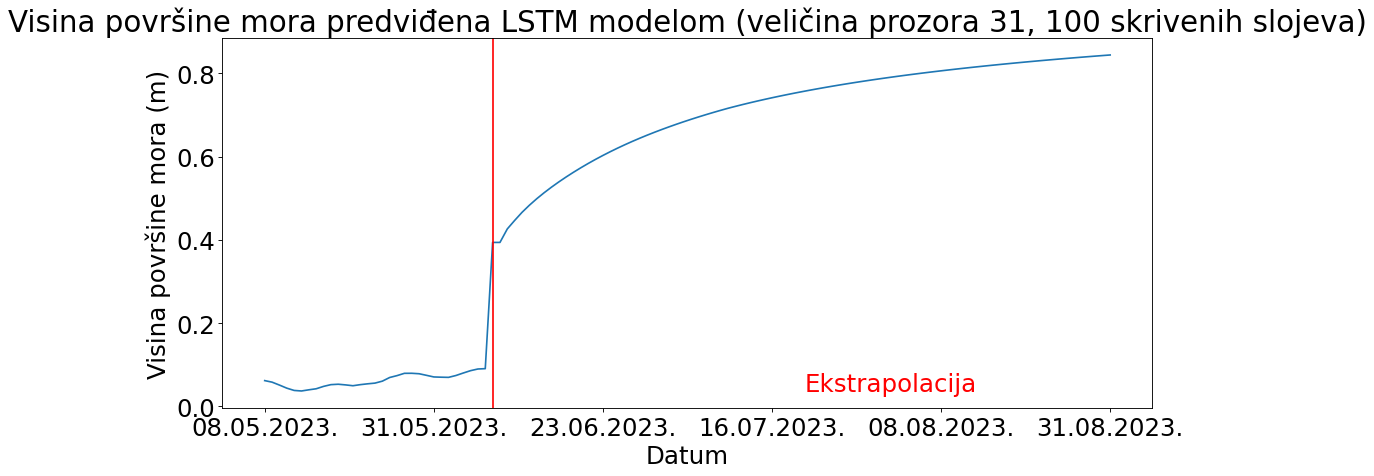 Visina površine mora predviđena LSTM modelom (veličina prozora 31, 100 skrivenih slojeva)
Visina površine mora (m)
0.8
0.6
0.4
0.2
0.0
Ekstrapolacija
08.05.2023. 31.05.2023. 23.06.2023. 16.07.2023. 08.08.2023. 31.08.2023.
Datum